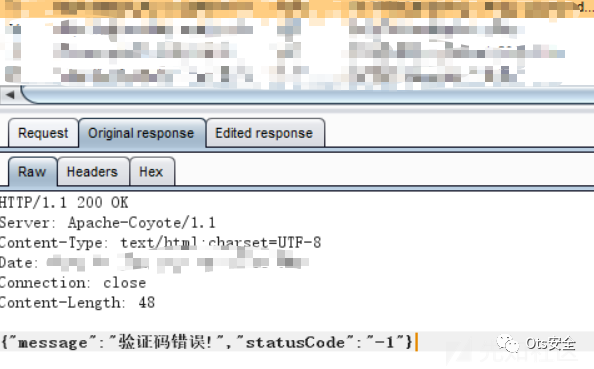 Request Original response Edited response
Raw Headers Hex
HTTP/1.1 200 OK
Server: Apache-Coyote/1.1
Content-Type: text/html;charset=UTF-8
Date:
Connection: close
Content-Length: 48
{"message":"验证码错误!","statusCode":"-1"}
Ots安全